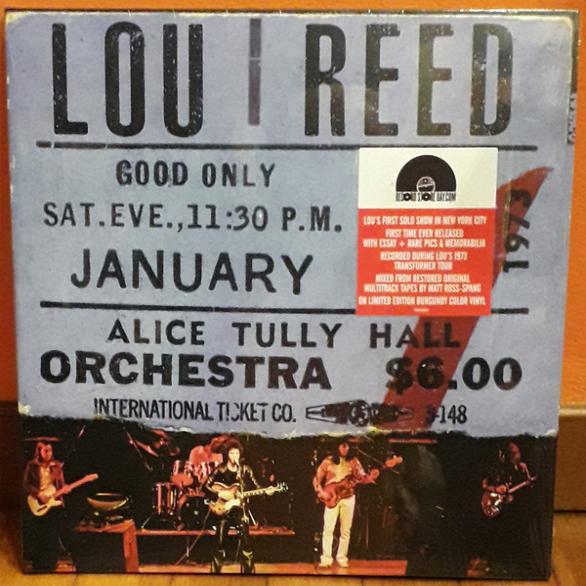 LOU REED
GOOD ONLY
SAT. EVE., 11:30 P.M.
JANUARY
1973
ALICE TULLY HALL
ORCHESTRA $6.00
INTERNATIONAL TICKET CO.
-148
RECORD STORE DAY.COM
LOU'S FIRST SOLO SHOW IN NEW YORK CITY
FIRST TIME EVER RELEASED
WITH ESSAY + RARE PICS & MEMORABILIA
RECORDED DURING LOU'S 1973
TRANSFORMER TOUR
MIXED FROM RESTORED ORIGINAL
MULTITRACK TAPES BY MATT ROSS-SPANG
ON LIMITED EDITION BURGUNDY COLOR VINYL